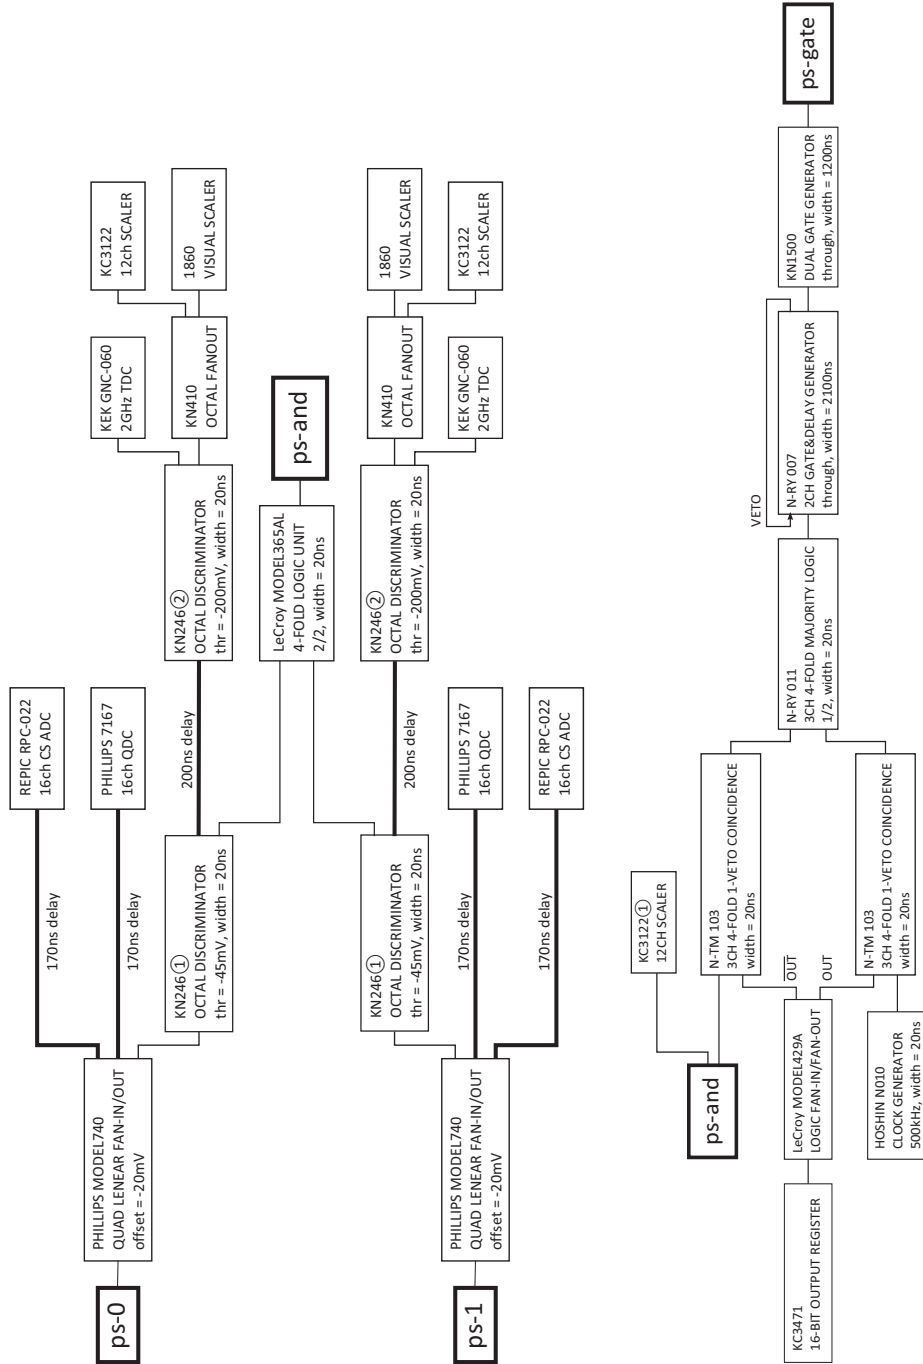 ps-0
PHILLIPS MODEL740
QUAD LENEAR FAN-IN/OUT
offset = -20mV
170ns delay
170ns delay
REPIC RPC-022
16ch CS ADC
PHILLIPS 7167
16ch QDC
KN246①
OCTAL DISCRIMINATOR
thr = -45mV, width = 20ns
200ns delay
KN246②
OCTAL DISCRIMINATOR
thr = -200mV, width = 20ns
KEK GNC-060
2GHz TDC
KN410
OCTAL FANOUT
KC3122
12ch SCALER
1860
VISUAL SCALER
LeCroy MODEL365AL
4-FOLD LOGIC UNIT
2/2, width = 20ns
ps-and
ps-1
PHILLIPS MODEL740
QUAD LENEAR FAN-IN/OUT
offset = -20mV
KN246①
OCTAL DISCRIMINATOR
thr = -45mV, width = 20ns
200ns delay
KN246②
OCTAL DISCRIMINATOR
thr = -200mV, width = 20ns
KN410
OCTAL FANOUT
1860
VISUAL SCALER
KC3122
12ch SCALER
KEK GNC-060
2GHz TDC
170ns delay
170ns delay
PHILLIPS 7167
16ch QDC
REPIC RPC-022
16ch CS ADC
KC3122①
12CH SCALER
ps-and
N-TM 103
3CH 4-FOLD 1-VETO COINCIDENCE
width = 20ns
KC3471
16-BIT OUTPUT REGISTER
LeCroy MODEL429A
LOGIC FAN-IN/FAN-OUT
OUT
OUT
HOSHIN N010
CLOCK GENERATOR
500kHz, width = 20ns
N-TM 103
3CH 4-FOLD 1-VETO COINCIDENCE
width = 20ns
N-RY 011
3CH 4-FOLD MAJORITY LOGIC
1/2, width = 20ns
VETO
N-RY 007
2CH GATE&DELAY GENERATOR
through, width = 2100ns
KN1500
DUAL GATE GENERATOR
through, width = 1200ns
ps-gate